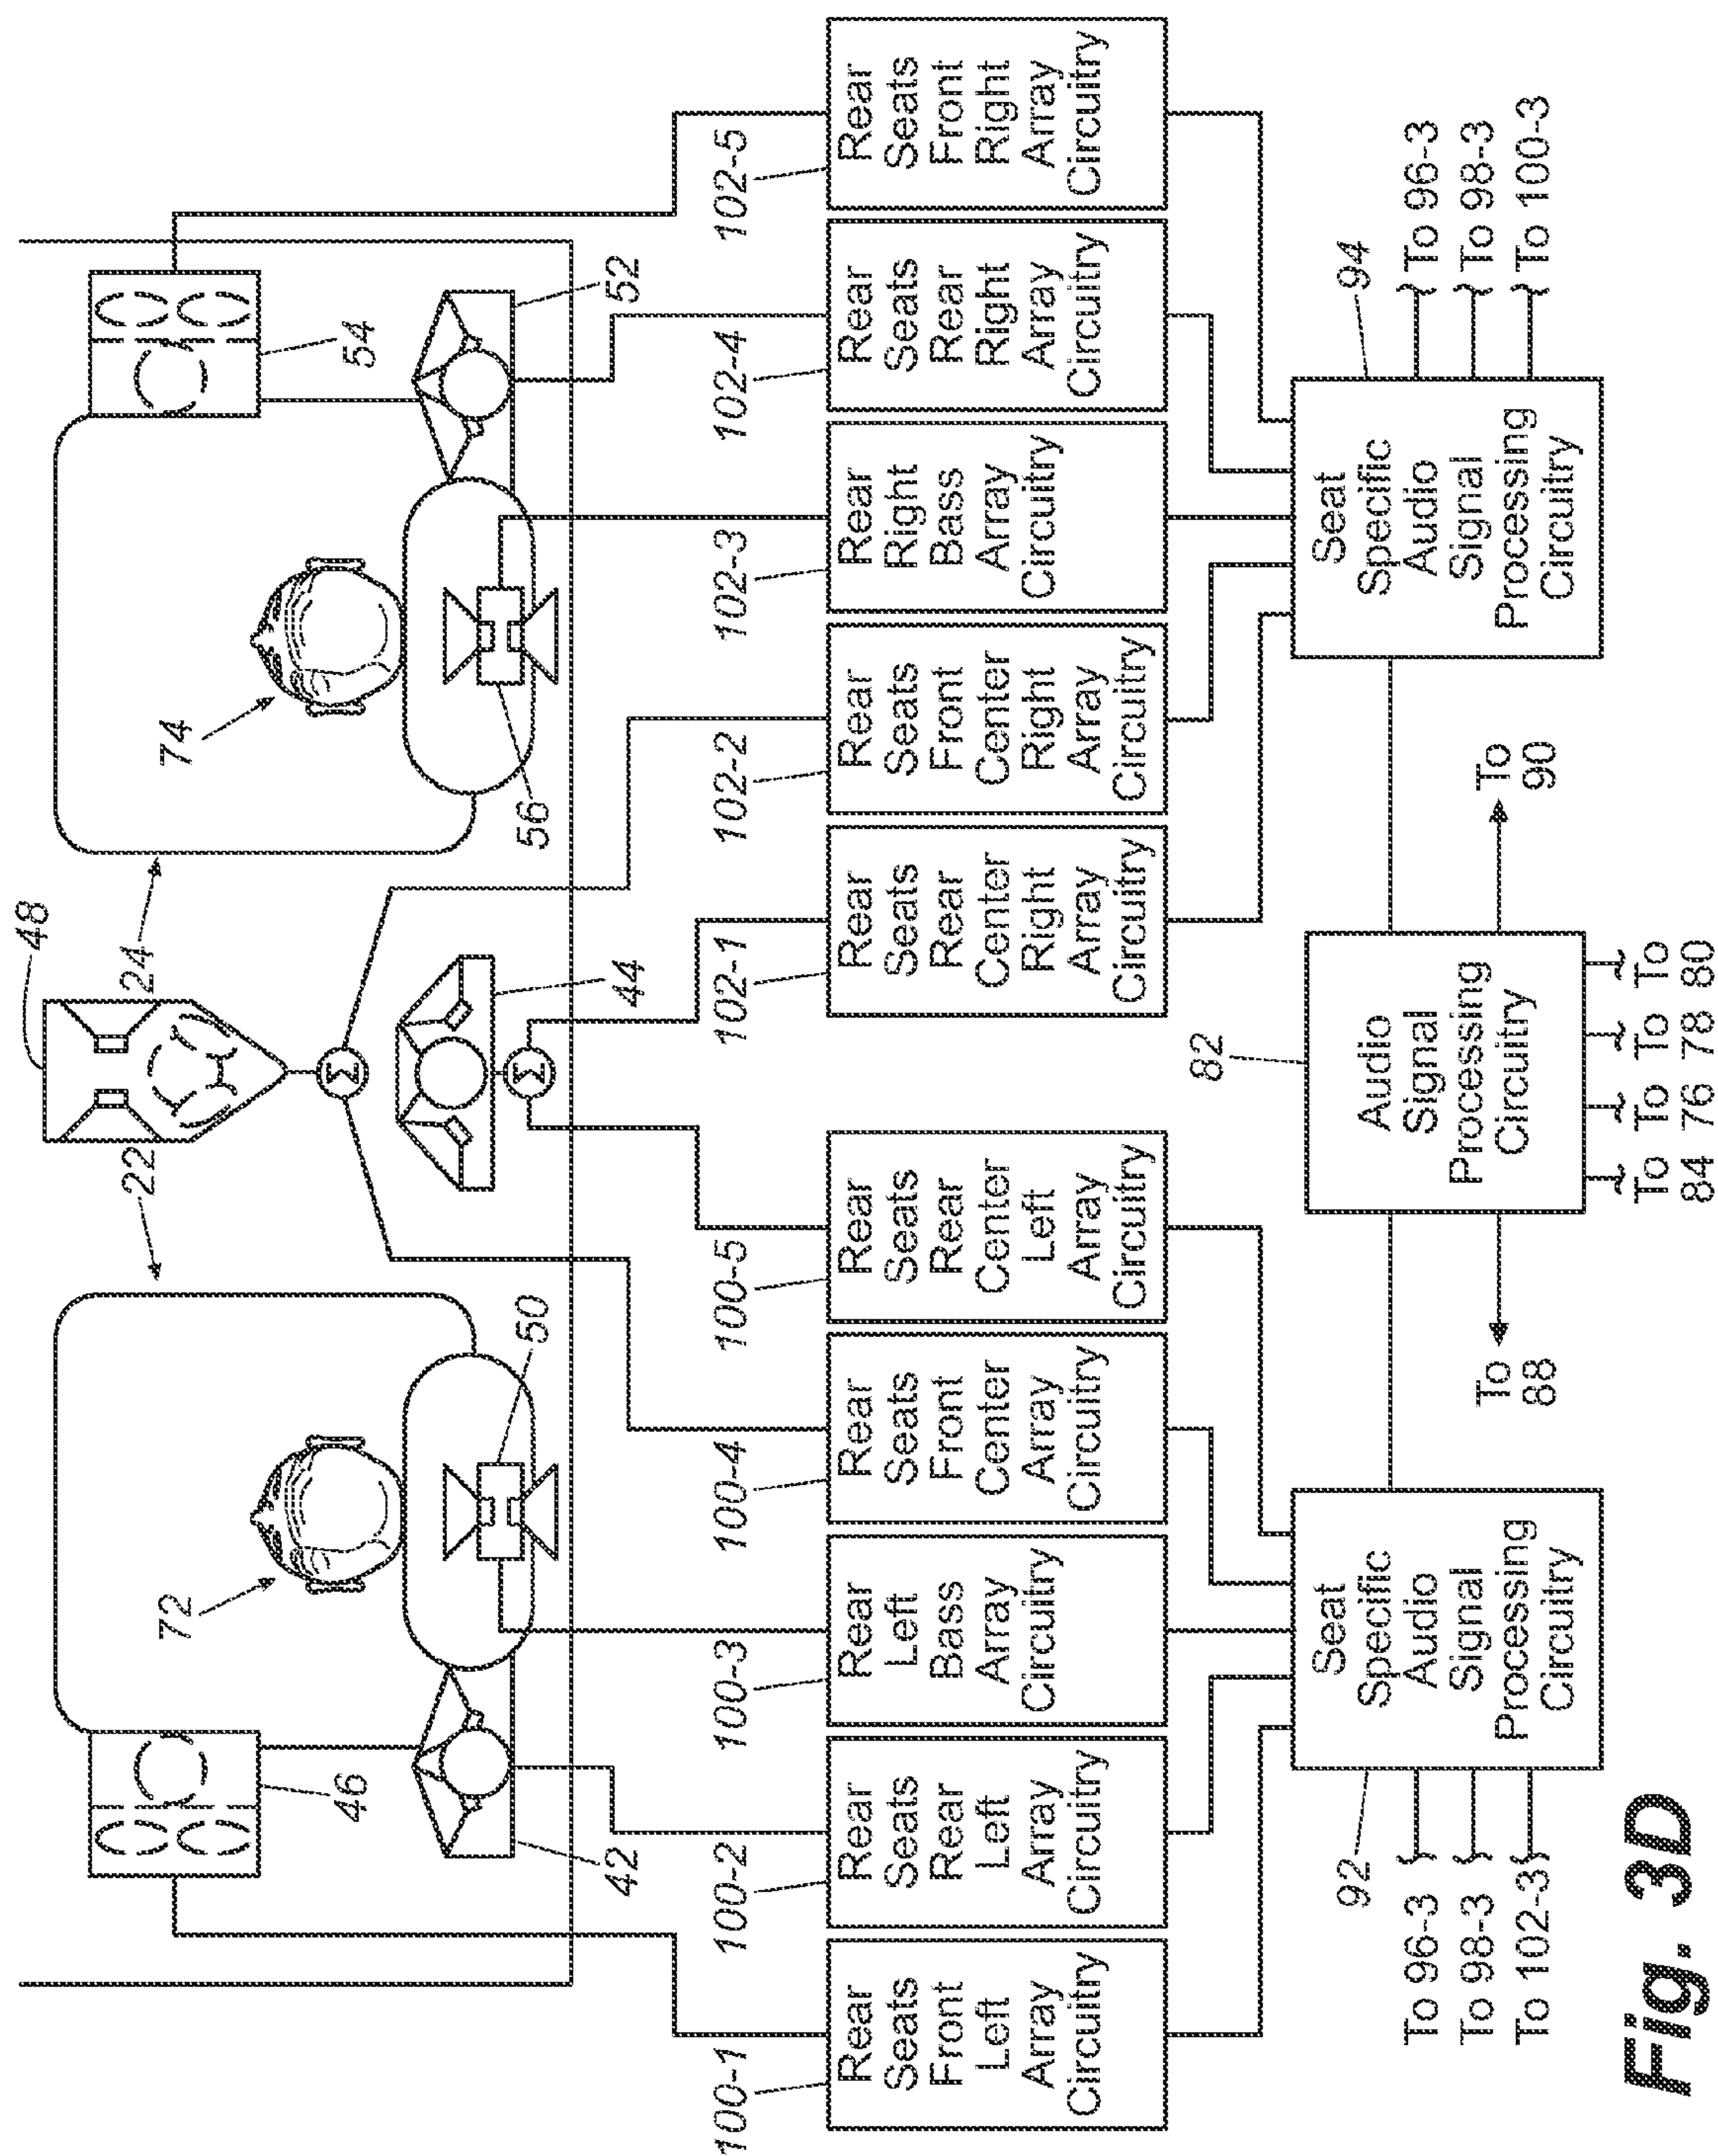 48
22
24
72
74
46
54
50
56
42
44
52
100-1
100-2
100-3
100-4
100-5
102-1
102-2
102-3
102-4
102-5
Σ
Σ
Rear
Seats
Front
Left
Array
Circuitry
Rear
Seats
Rear
Left
Array
Circuitry
Rear
Left
Bass
Array
Circuitry
Rear
Seats
Front
Center
Array
Circuitry
Rear
Seats
Rear
Center
Left
Array
Circuitry
Rear
Seats
Rear
Center
Right
Array
Circuitry
Rear
Seats
Front
Center
Right
Array
Circuitry
Rear
Right
Bass
Array
Circuitry
Rear
Seats
Rear
Right
Array
Circuitry
Rear
Seats
Front
Right
Array
Circuitry
92
Seat
Specific
Audio
Signal
Processing
Circuitry
To 96-3
To 98-3
To 102-3
82
Audio
Signal
Processing
Circuitry
To
88
To
90
To
84
To
76
To
78
To
80
94
Seat
Specific
Audio
Signal
Processing
Circuitry
To 96-3
To 98-3
To 100-3
Fig. 3D